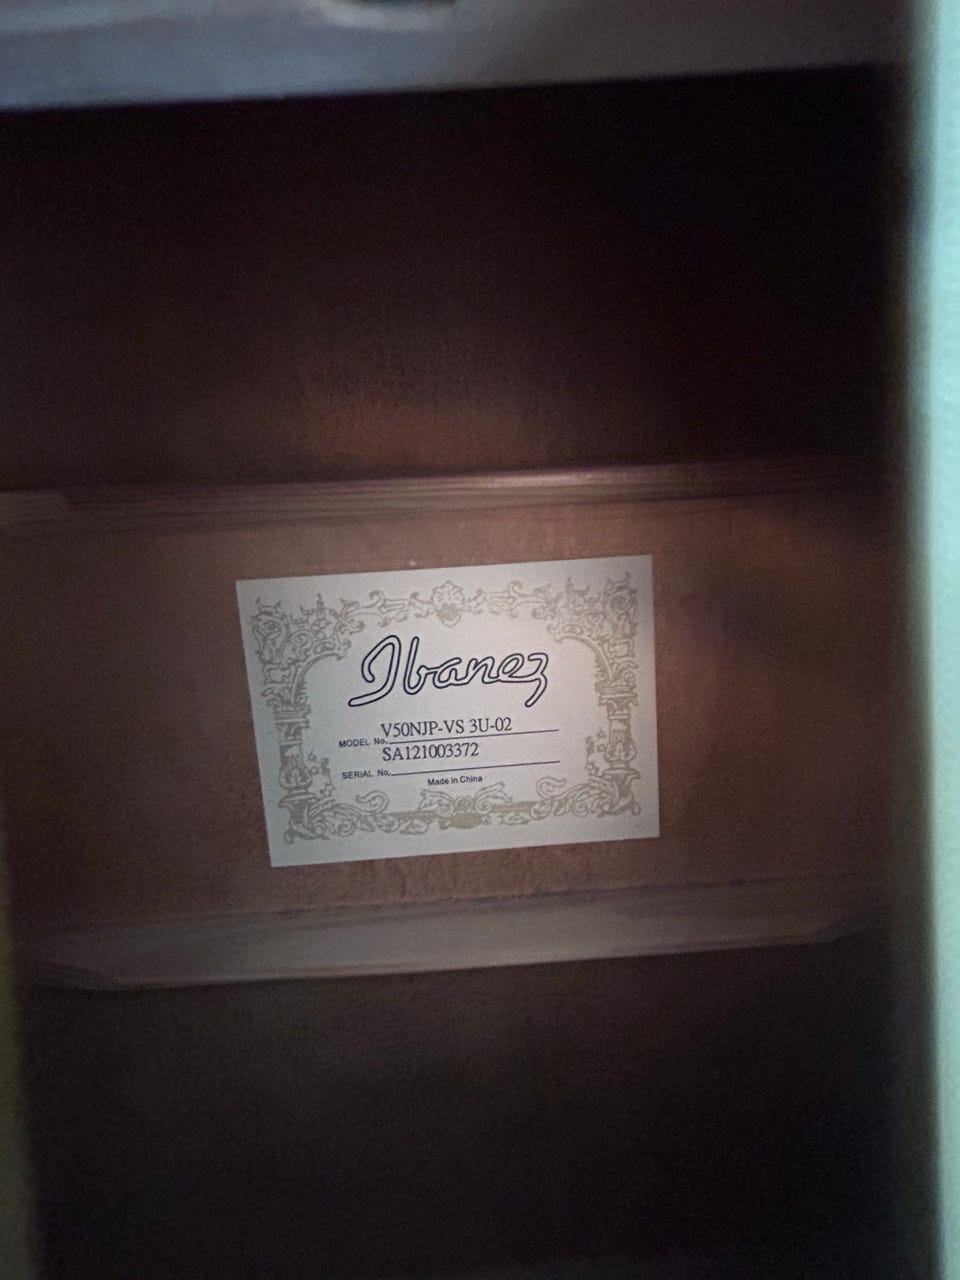 Ibanez
MODEL No. V50NJP-VS 3U-02
SERIAL No. SA121003372
Made in China